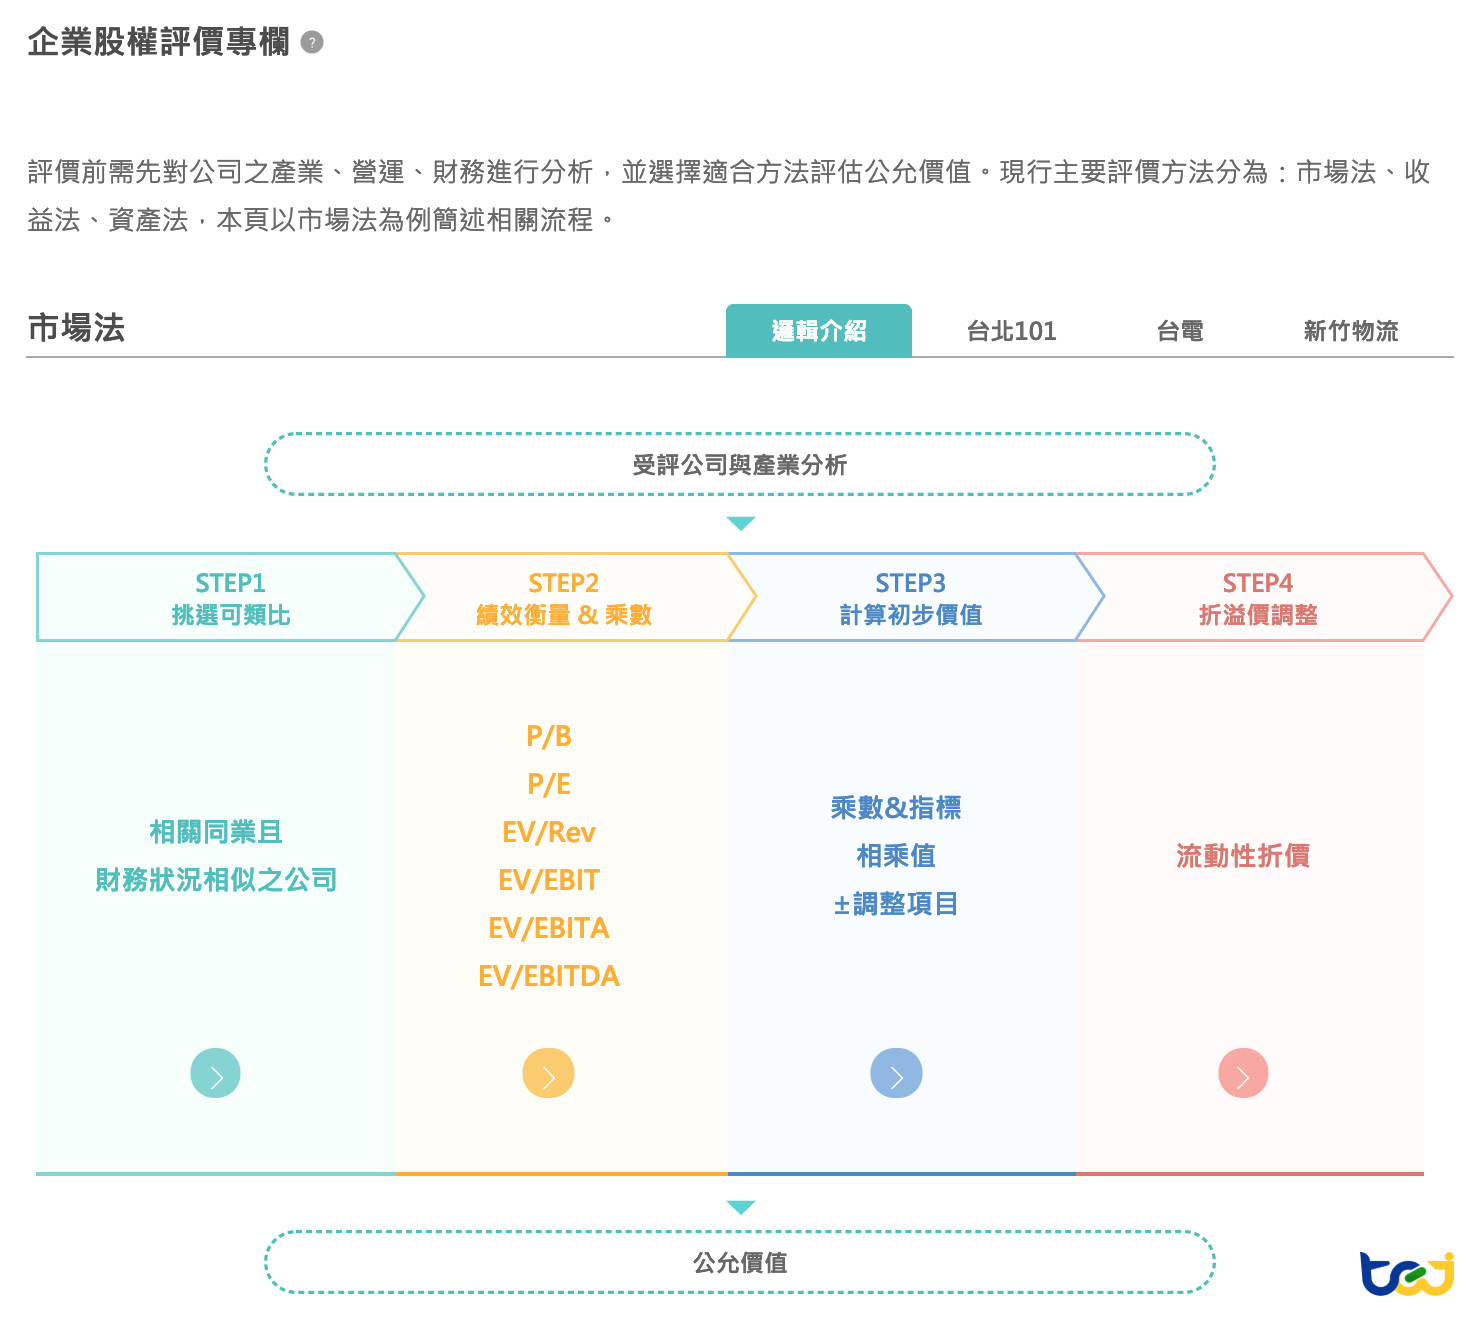 企業股權評價專欄 ?
評價前需先對公司之產業、營運、財務進行分析，並選擇適合方法評估公允價值。現行主要評價方法分為：市場法、收
益法、資產法，本頁以市場法為例簡述相關流程。
市場法
邏輯介紹 台北101 台電 新竹物流
受評公司與產業分析
STEP1
挑選可類比
相關同業且
財務狀況相似之公司
STEP2
績效衡量 & 乘數
P/B
P/E
EV/Rev
EV/EBIT
EV/EBITA
EV/EBITDA
STEP3
計算初步價值
乘數&指標
相乘值
±調整項目
STEP4
折溢價調整
流動性折價
公允價值
tej